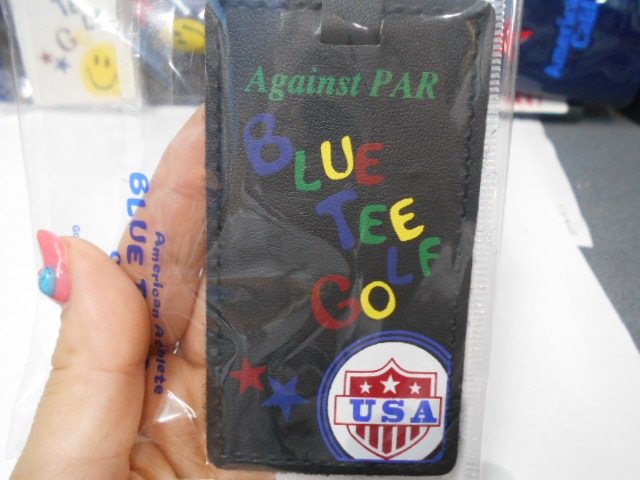 Against PAR
BLUE
TEE
GOLF
USA
American Athlete
BLUE T